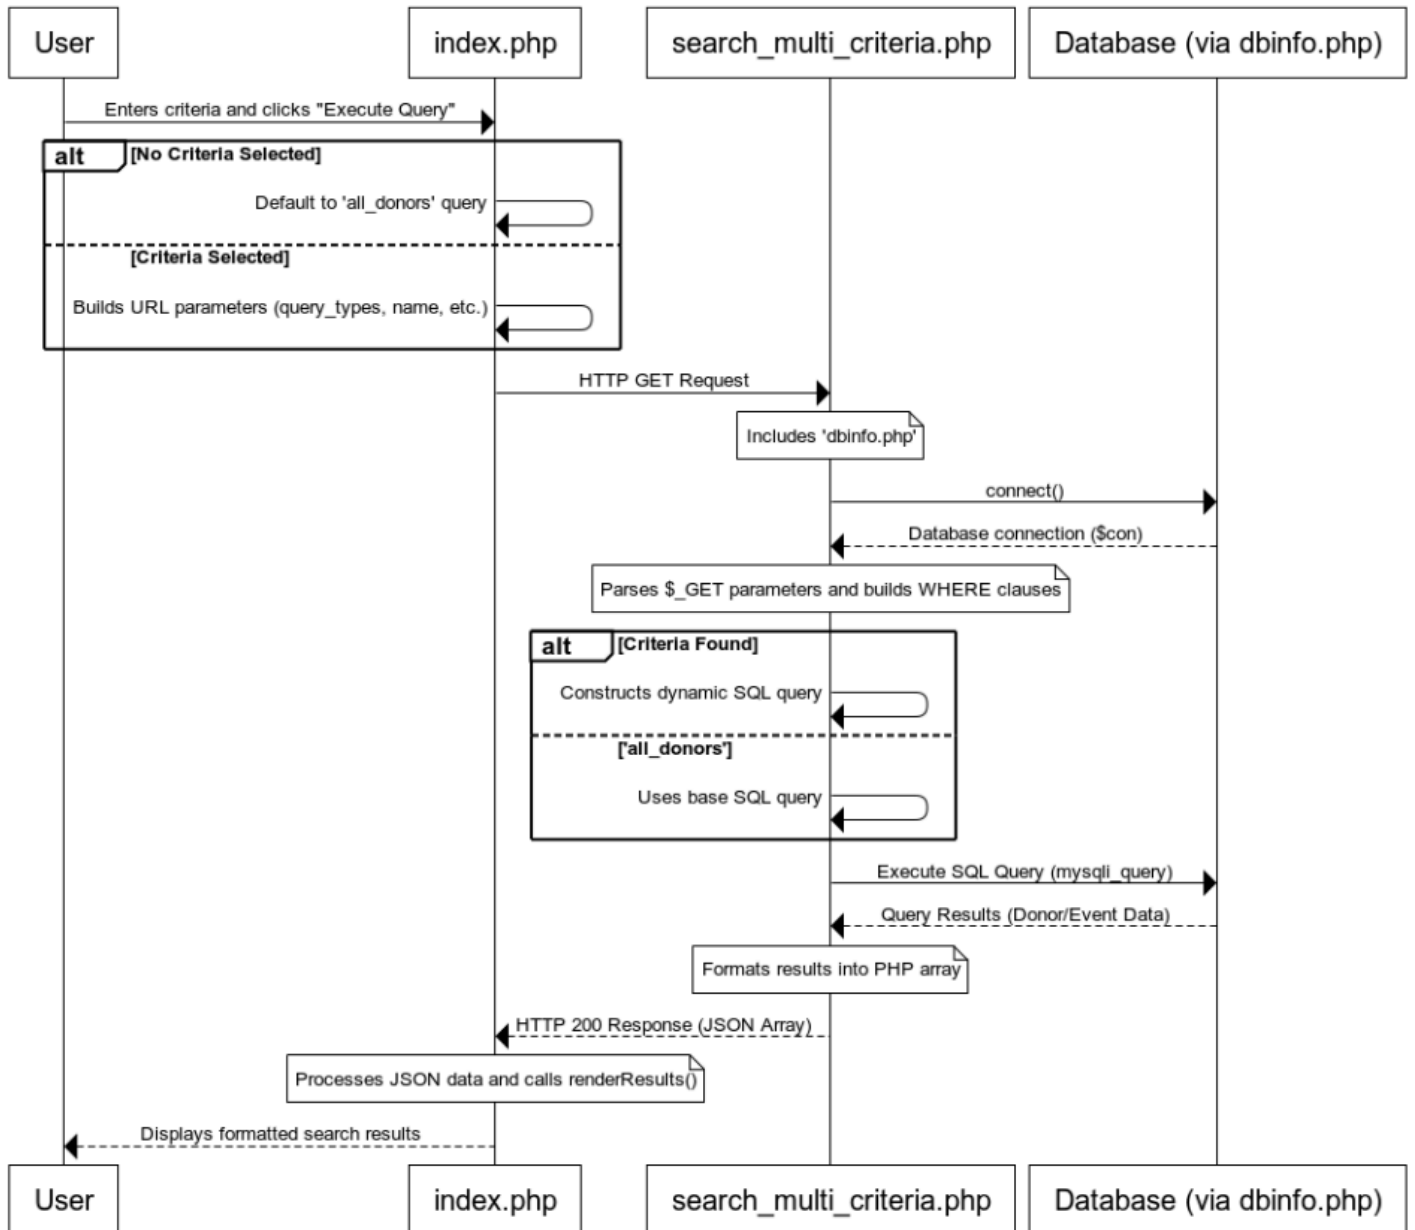 User
index.php
search_multi_criteria.php
Database (via dbinfo.php)
Enters criteria and clicks "Execute Query"
alt
[No Criteria Selected]
Default to 'all_donors' query
[Criteria Selected]
Builds URL parameters (query_types, name, etc.)
HTTP GET Request
Includes 'dbinfo.php'
connect()
Database connection ($con)
Parses $_GET parameters and builds WHERE clauses
alt
[Criteria Found]
Constructs dynamic SQL query
['all_donors']
Uses base SQL query
Execute SQL Query (mysqli_query)
Query Results (Donor/Event Data)
Formats results into PHP array
HTTP 200 Response (JSON Array)
Processes JSON data and calls renderResults()
Displays formatted search results
User
index.php
search_multi_criteria.php
Database (via dbinfo.php)